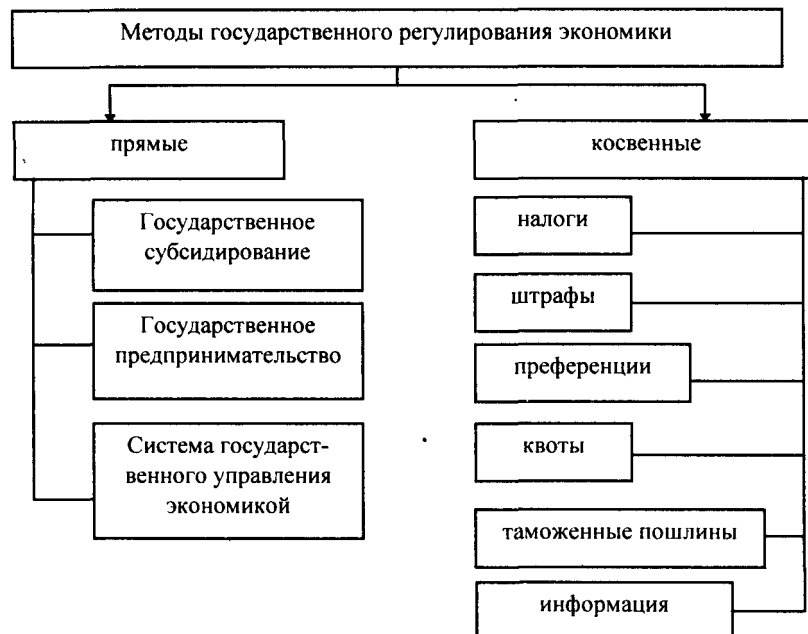 Методы государственного регулирования экономики
прямые
косвенные
Государственное
субсидирование
Государственное
предпринимательство
Система государст-
венного управления
экономикой
налоги
штрафы
преференции
квоты
таможенные пошлины
информация